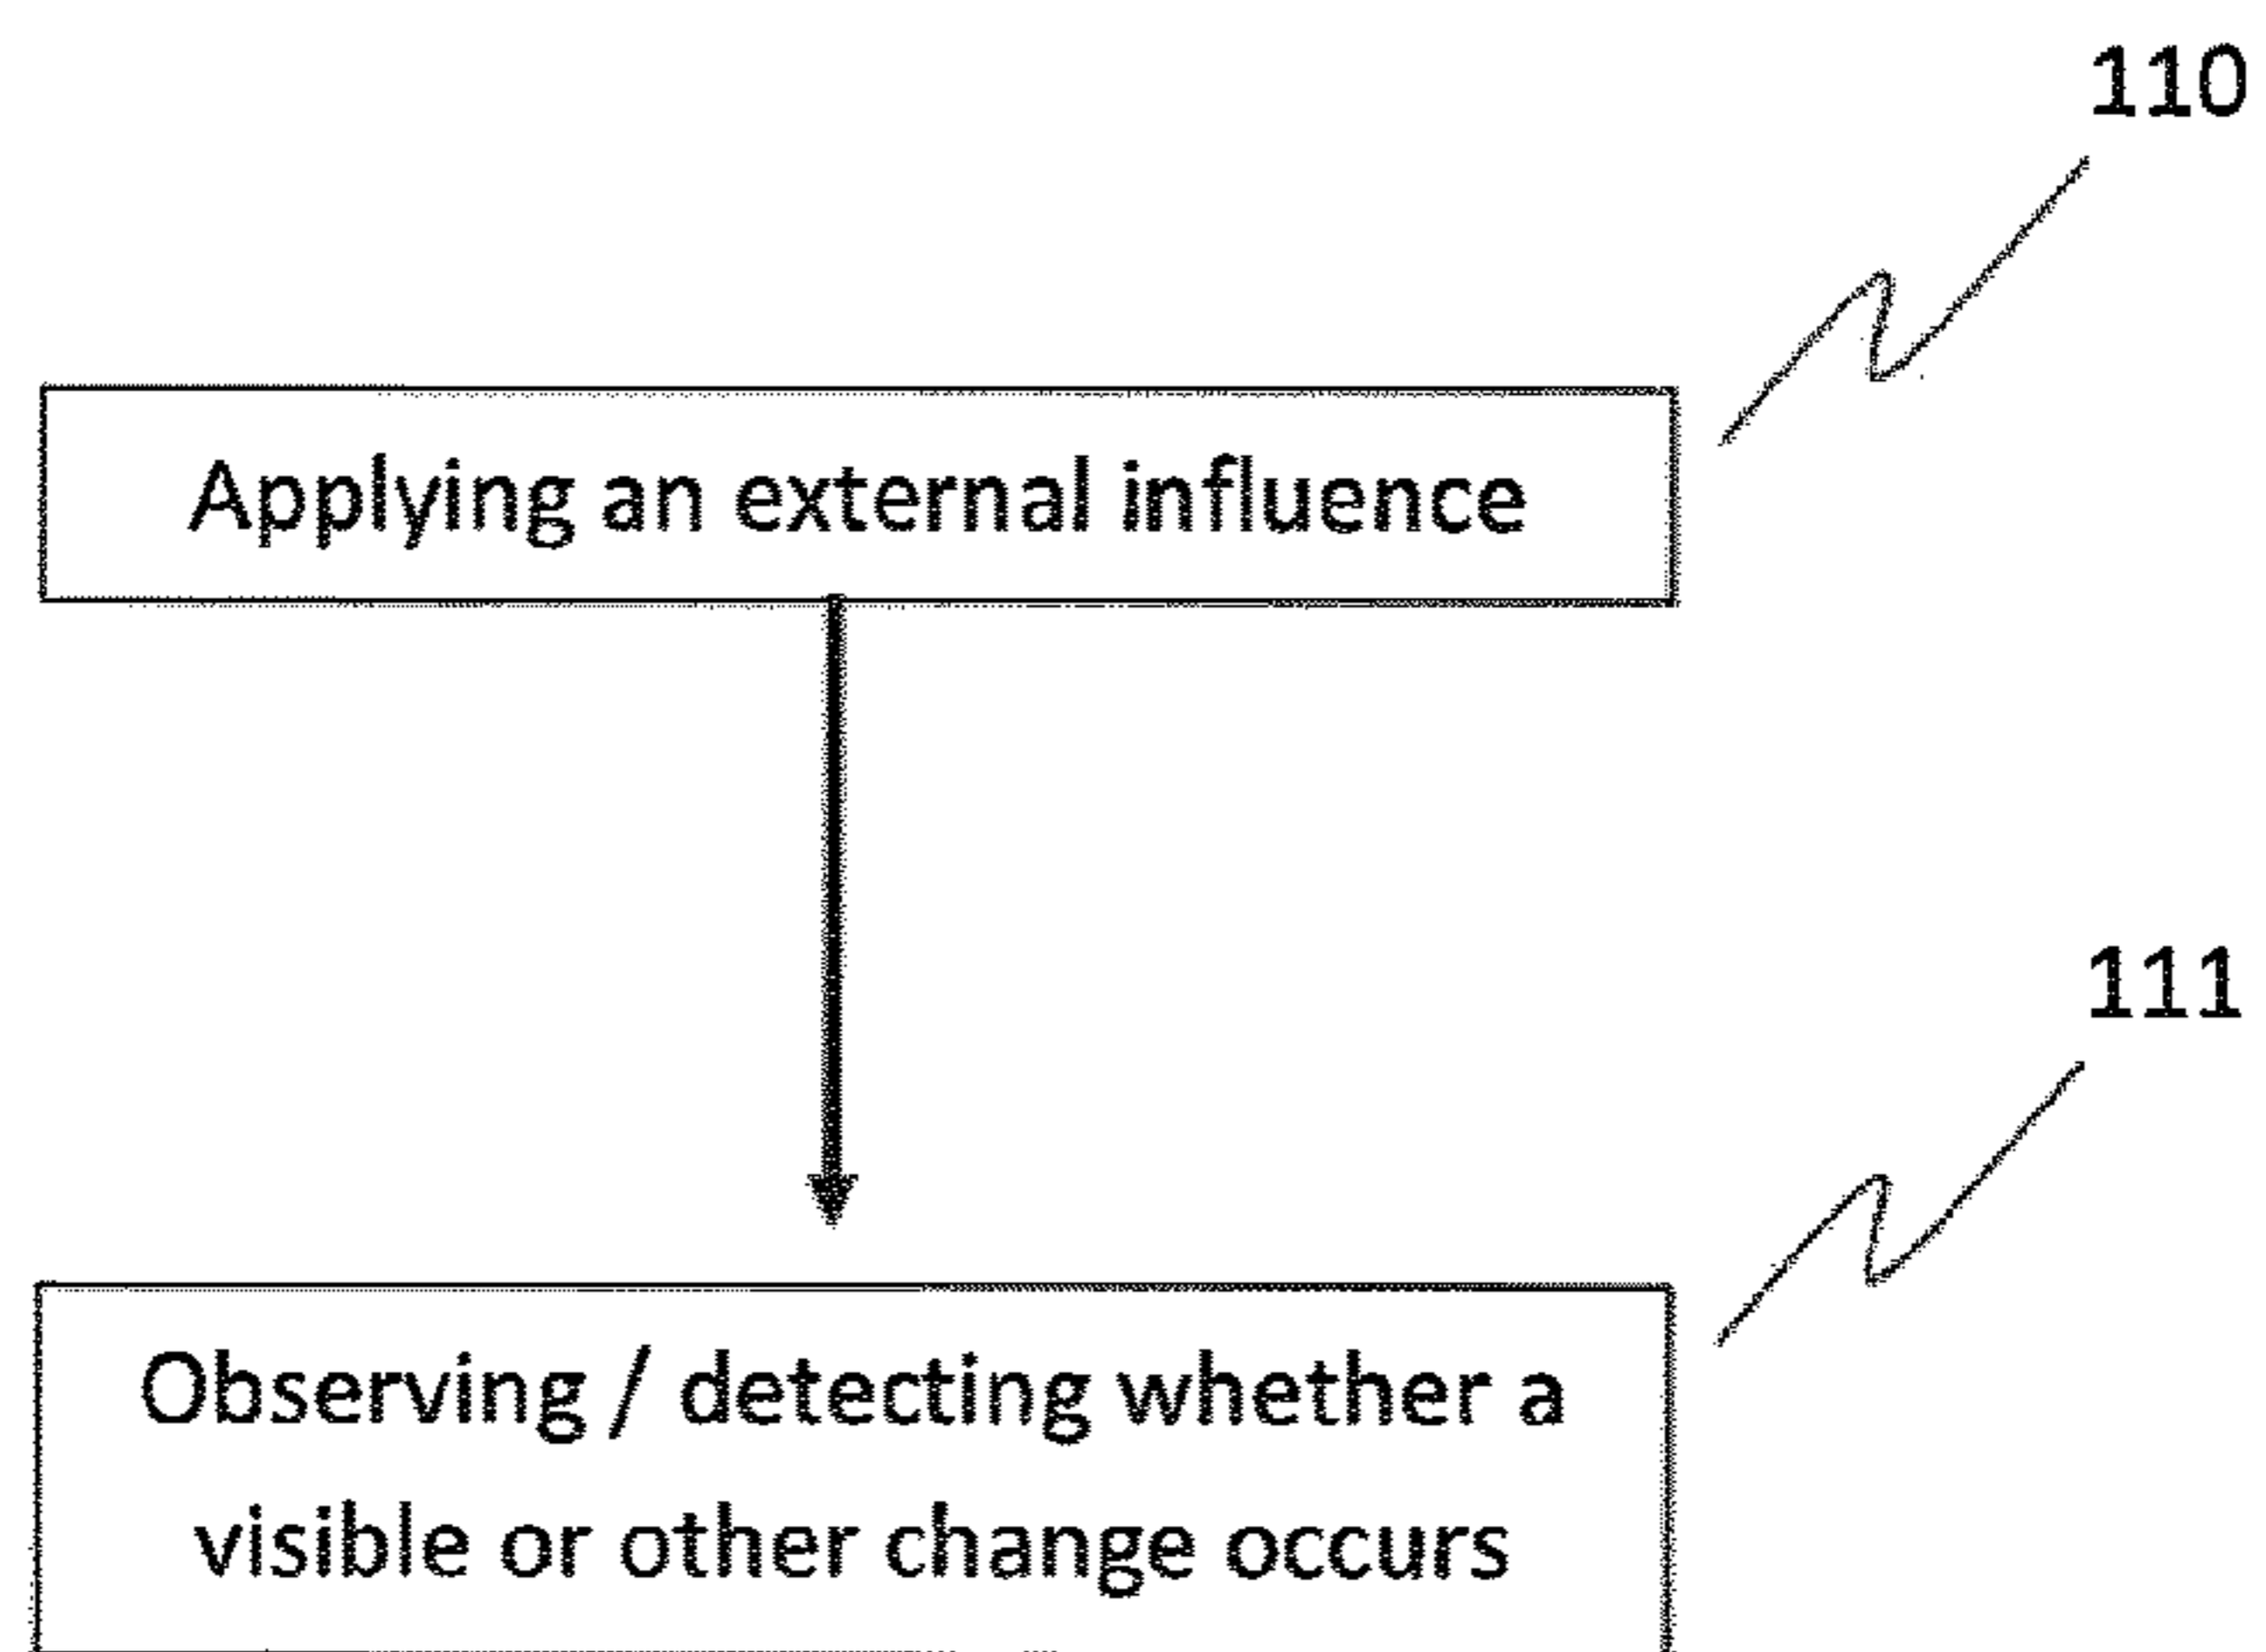 110
Applying an external influence
111
Observing / detecting whether a
visible or other change occurs